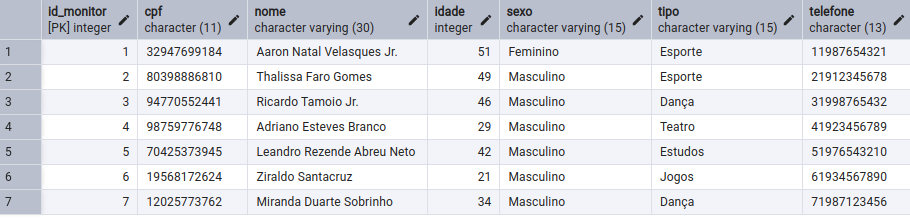 id_monitor cpf nome idade sexo tipo telefone
[PK] integer character (11) character varying (30) integer character varying (15) character varying (15) character (13)
1 1 32947699184 Aaron Natal Velasques Jr. 51 Feminino Esporte 11987654321
2 2 80398886810 Thalissa Faro Gomes 49 Masculino Esporte 21912345678
3 3 94770552441 Ricardo Tamoio Jr. 46 Masculino Dança 31998765432
4 4 98759776748 Adriano Esteves Branco 29 Masculino Teatro 41923456789
5 5 70425373945 Leandro Rezende Abreu Neto 42 Masculino Estudos 51976543210
6 6 19568172624 Ziraldo Santacruz 21 Masculino Jogos 61934567890
7 7 12025773762 Miranda Duarte Sobrinho 34 Masculino Dança 71987123456